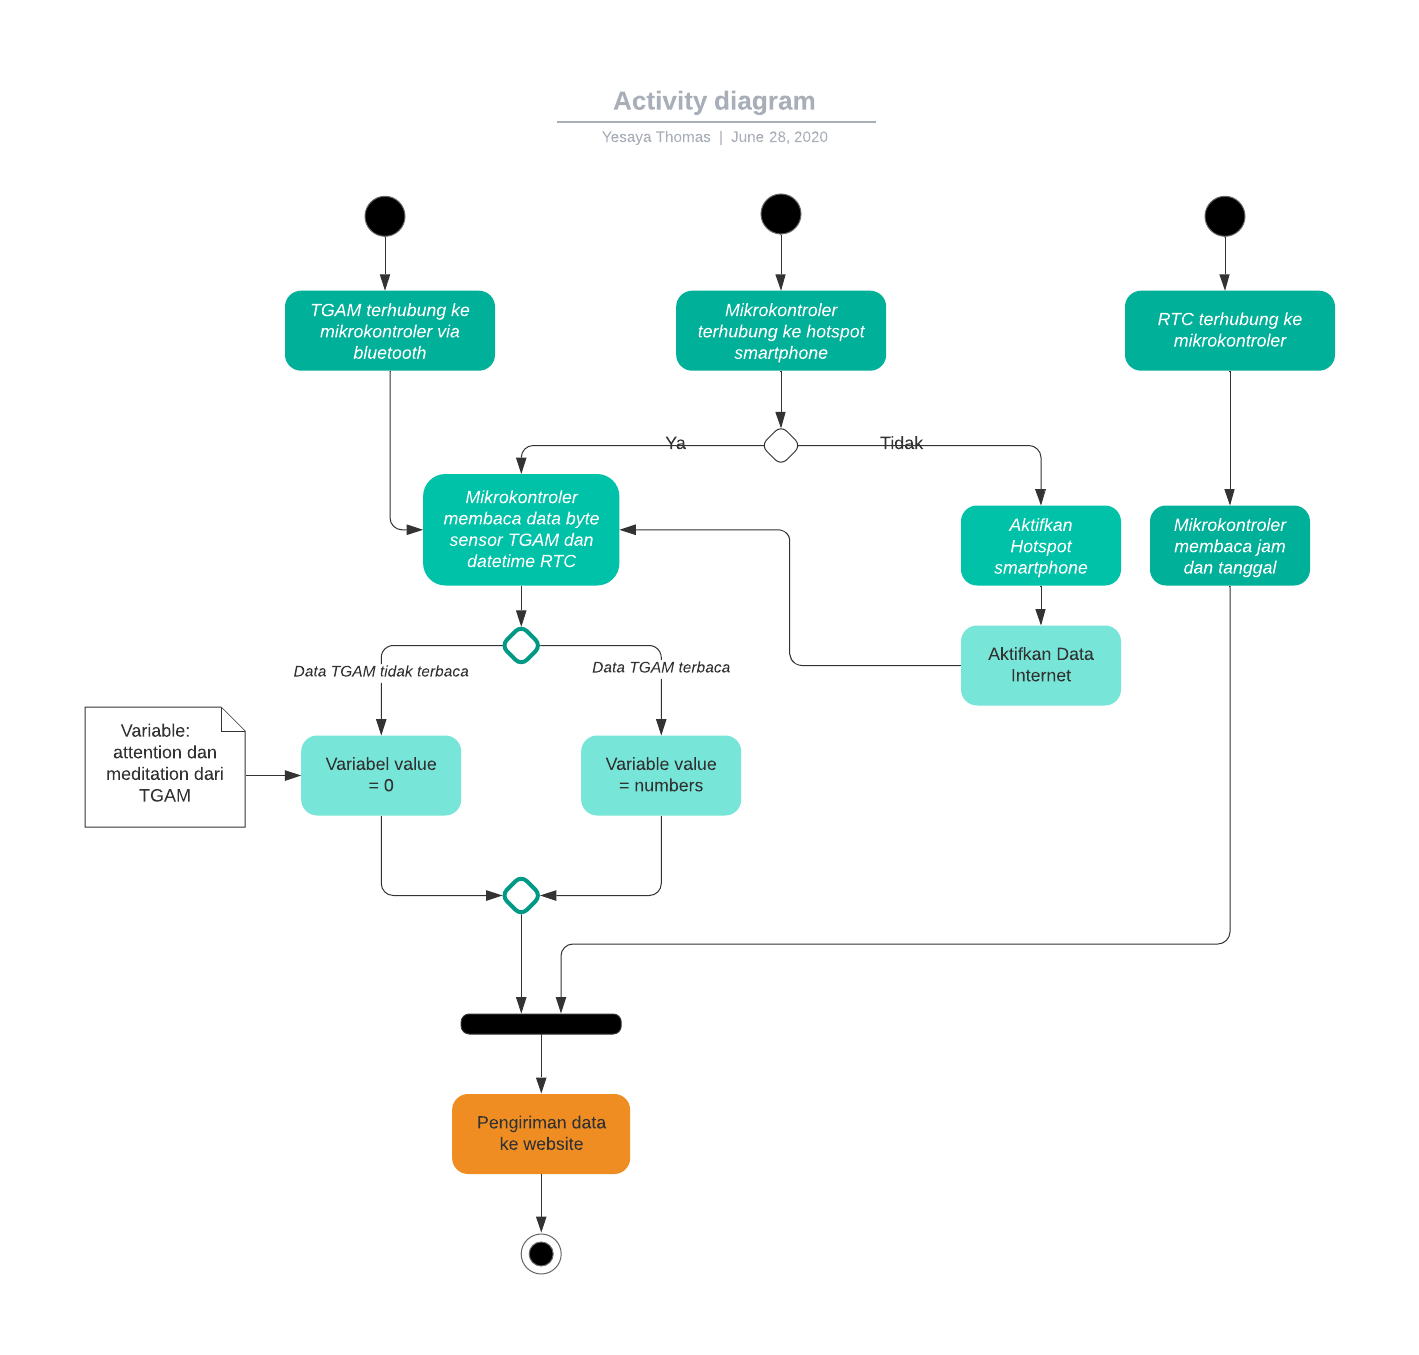 Activity diagram
Yesaya Thomas | June 28, 2020
TGAM terhubung ke
mikrokontroler via
bluetooth
Mikrokontroler
terhubung ke hotspot
smartphone
RTC terhubung ke
mikrokontroler
Ya
Tidak
Mikrokontroler
membaca data byte
sensor TGAM dan
datetime RTC
Aktifkan
Hotspot
smartphone
Mikrokontroler
membaca jam
dan tanggal
Aktifkan Data
Internet
Data TGAM tidak terbaca
Data TGAM terbaca
Variable:
attention dan
meditation dari
TGAM
Variabel value
= 0
Variable value
= numbers
Pengiriman data
ke website